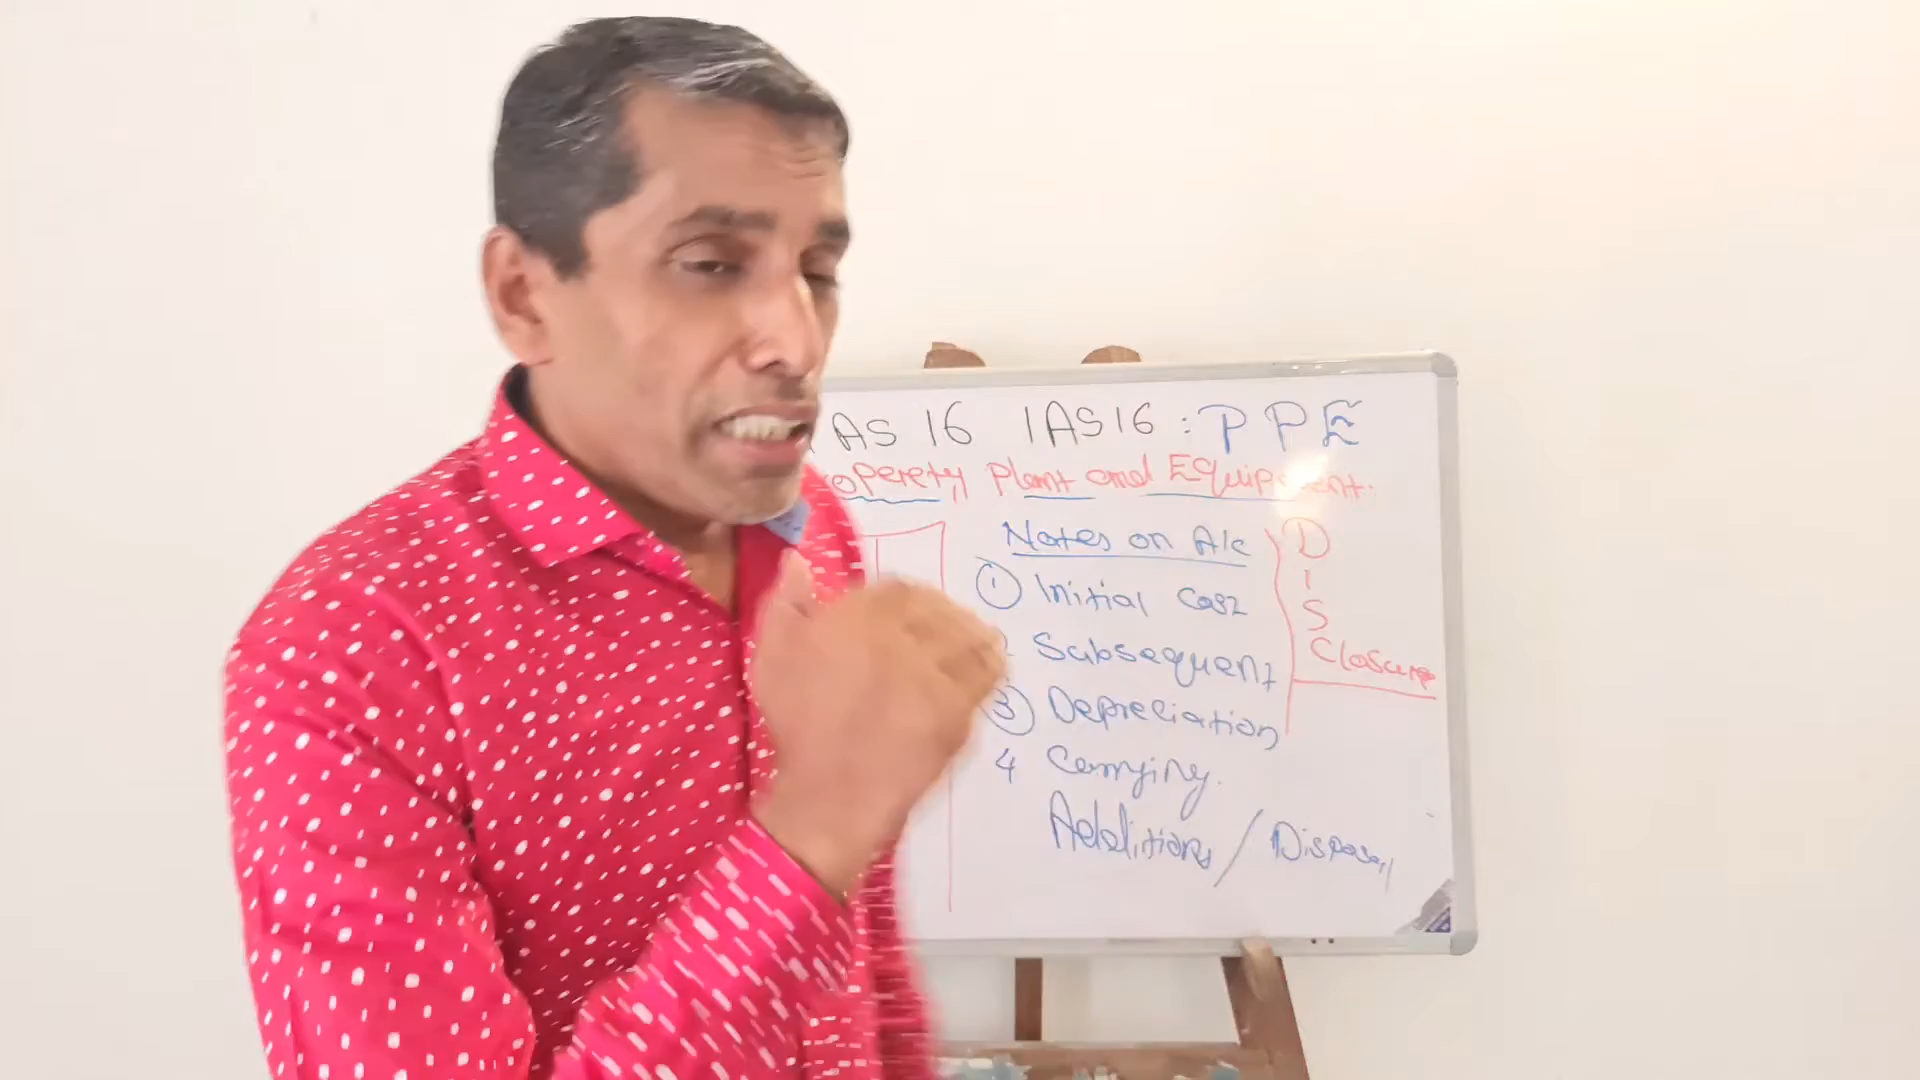 AS 16 IAS16 : PPE
operety Plant and Equipment.
Notes on A/c
1 Initial Cost
Subsequent
3 Depreciation
4 Carrying.
Additions / Disposal
D
I
S
Closure